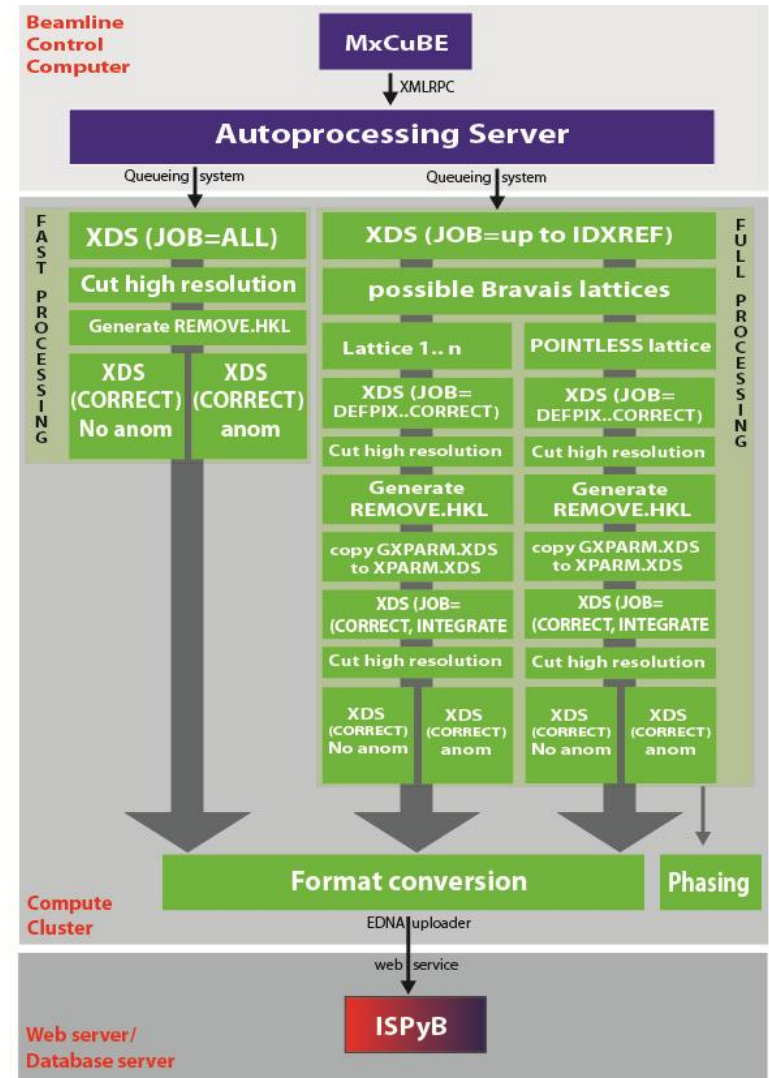 Beamline
Control
Computer
MxCuBE
XMLRPC
Autoprocessing Server
Queueing system
Queueing system
FAST PROCESSING
XDS (JOB=ALL)
Cut high resolution
Generate REMOVE.HKL
XDS
(CORRECT)
No anom
XDS
(CORRECT)
anom
XDS (JOB=up to IDXREF)
possible Bravais lattices
Lattice 1.. n
XDS (JOB=
DEFPIX..CORRECT)
Cut high resolution
Generate
REMOVE.HKL
copy GXPARM.XDS
to XPARM.XDS
XDS (JOB=
(CORRECT, INTEGRATE
Cut high resolution
XDS
(CORRECT)
No anom
XDS
(CORRECT)
anom
POINTLESS lattice
XDS (JOB=
DEFPIX..CORRECT)
Cut high resolution
Generate
REMOVE.HKL
copy GXPARM.XDS
to XPARM.XDS
XDS (JOB=
(CORRECT, INTEGRATE
Cut high resolution
XDS
(CORRECT)
No anom
XDS
(CORRECT)
anom
FULL PROCESSING
Format conversion
Phasing
Compute
Cluster
EDNA uploader
web service
ISPyB
Web server/
Database server